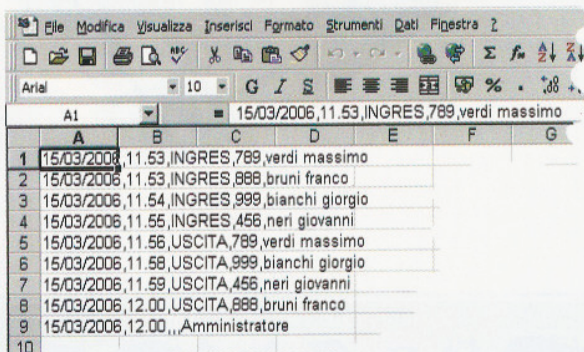 File Modifica Visualizza Inserisci Formato Strumenti Dati Finestra ?
Arial 10 G I S % .
A1 = 15/03/2006,11.53,INGRES,789,verdi massimo
A B C D E F G
1 15/03/2006,11.53,INGRES,789,verdi massimo
2 15/03/2006,11.53,INGRES,888,bruni franco
3 15/03/2006,11.54,INGRES,999,bianchi giorgio
4 15/03/2006,11.55,INGRES,456,neri giovanni
5 15/03/2006,11.56,USCITA,789,verdi massimo
6 15/03/2006,11.58,USCITA,999,bianchi giorgio
7 15/03/2006,11.59,USCITA,456,neri giovanni
8 15/03/2006,12.00,USCITA,888,bruni franco
9 15/03/2006,12.00,,,Amministratore
10